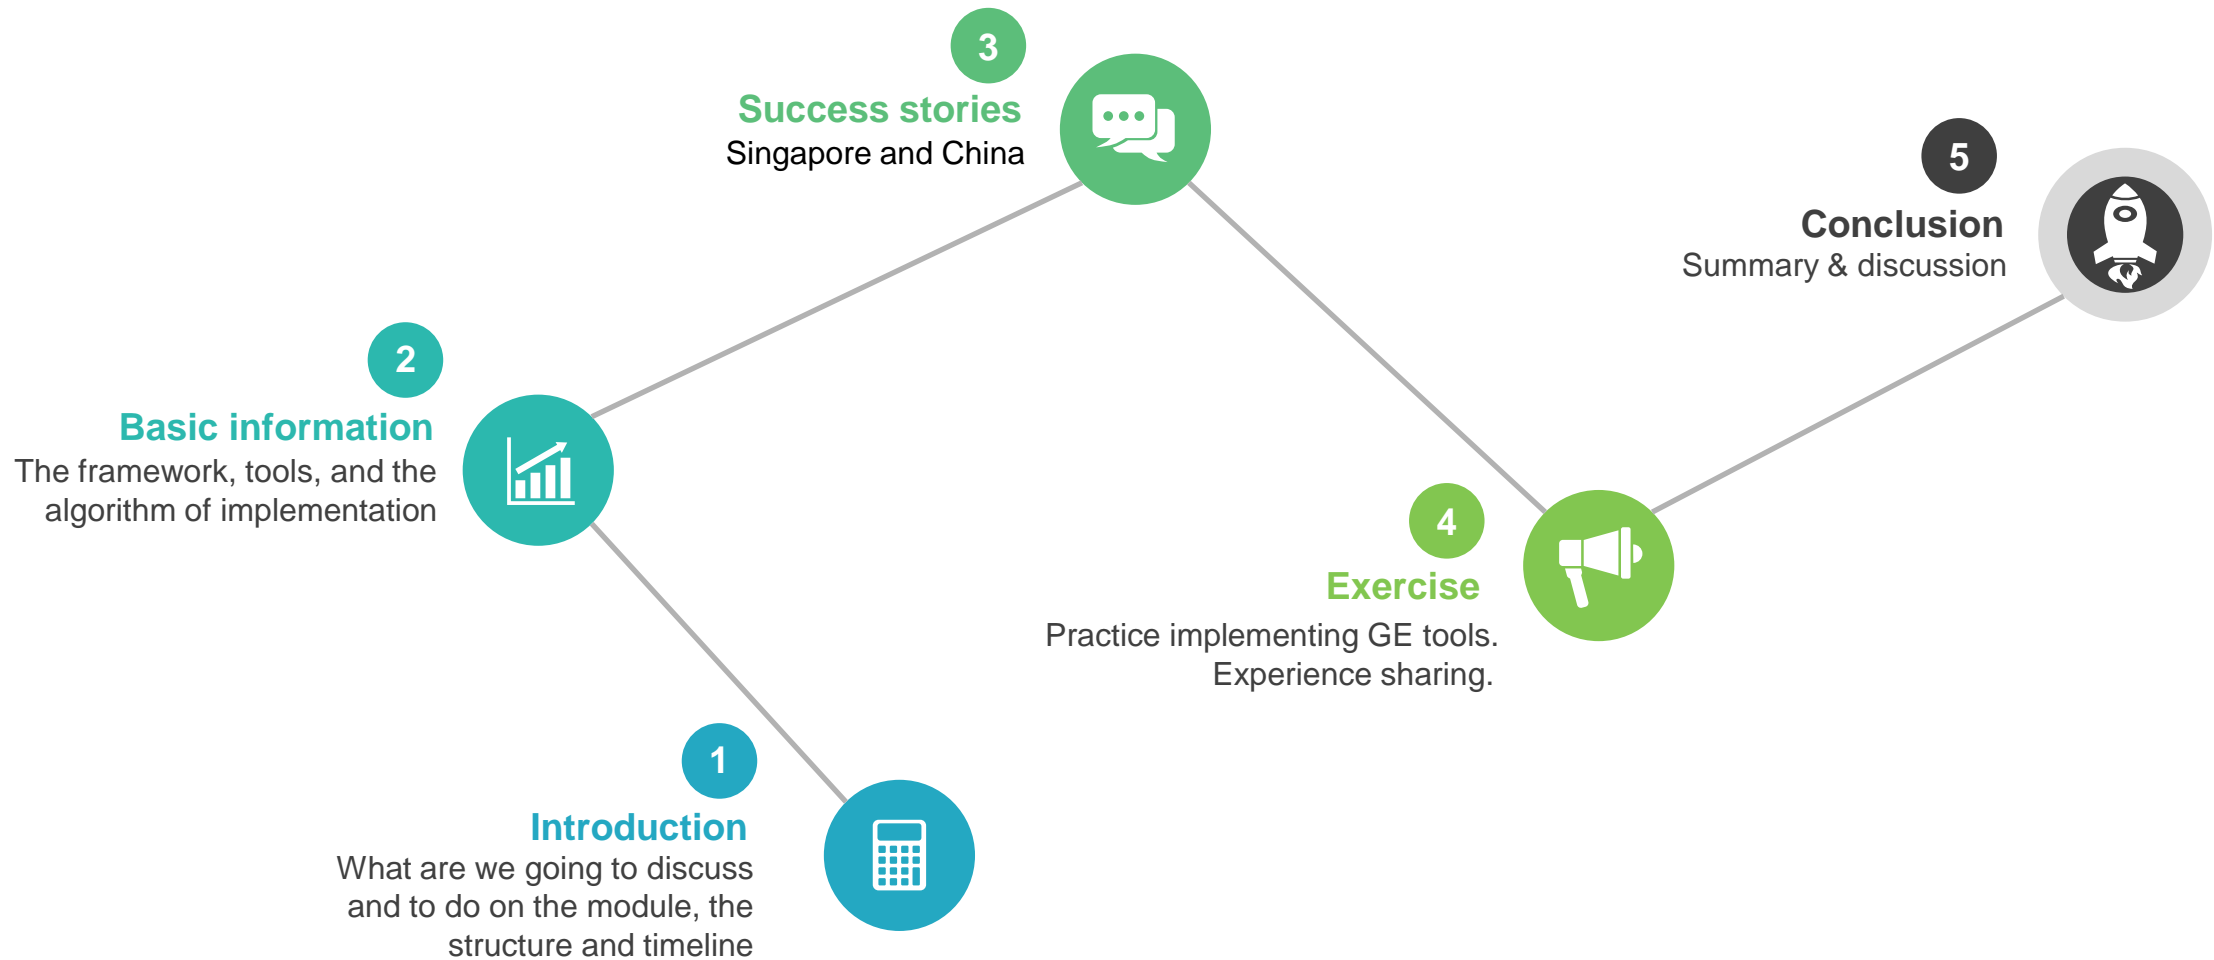 1
Introduction
What are we going to discuss
and to do on the module, the
structure and timeline
2
Basic information
The framework, tools, and the
algorithm of implementation
3
Success stories
Singapore and China
4
Exercise
Practice implementing GE tools.
Experience sharing.
5
Conclusion
Summary & discussion